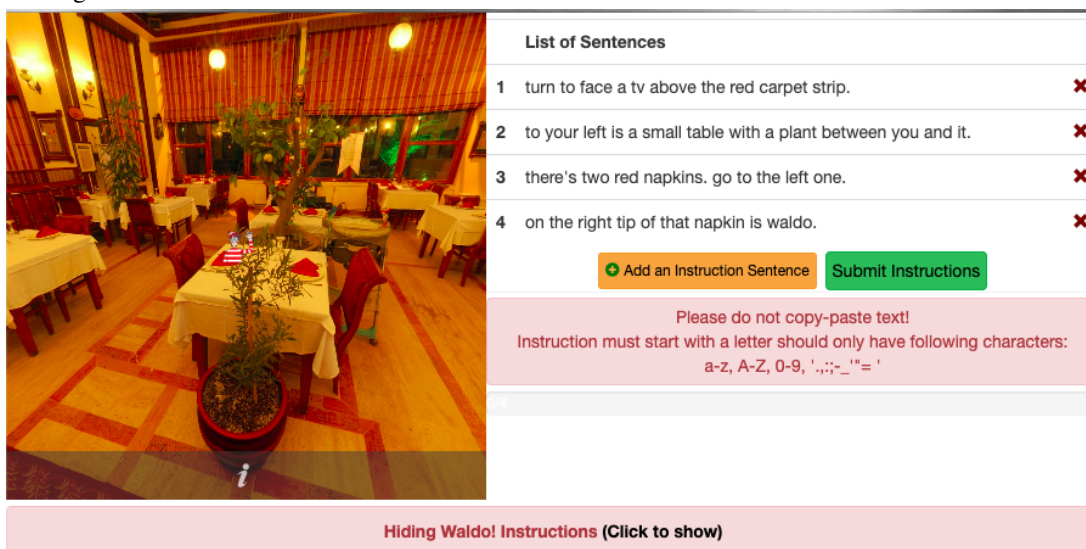 List of Sentences
1 turn to face a tv above the red carpet strip.
2 to your left is a small table with a plant between you and it.
3 there's two red napkins. go to the left one.
4 on the right tip of that napkin is waldo.
Add an Instruction Sentence
Submit Instructions
Please do not copy-paste text!
Instruction must start with a letter should only have following characters:
a-z, A-Z, 0-9, '.,:;-_'"= '
0/4
i
Hiding Waldo! Instructions (Click to show)